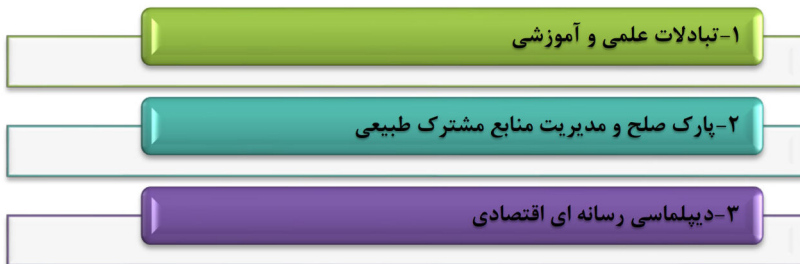 ۱-تبادلات علمی و آموزشی
۲-پارک صلح و مدیریت منابع مشترک طبیعی
۳-دیپلماسی رسانه ای اقتصادی